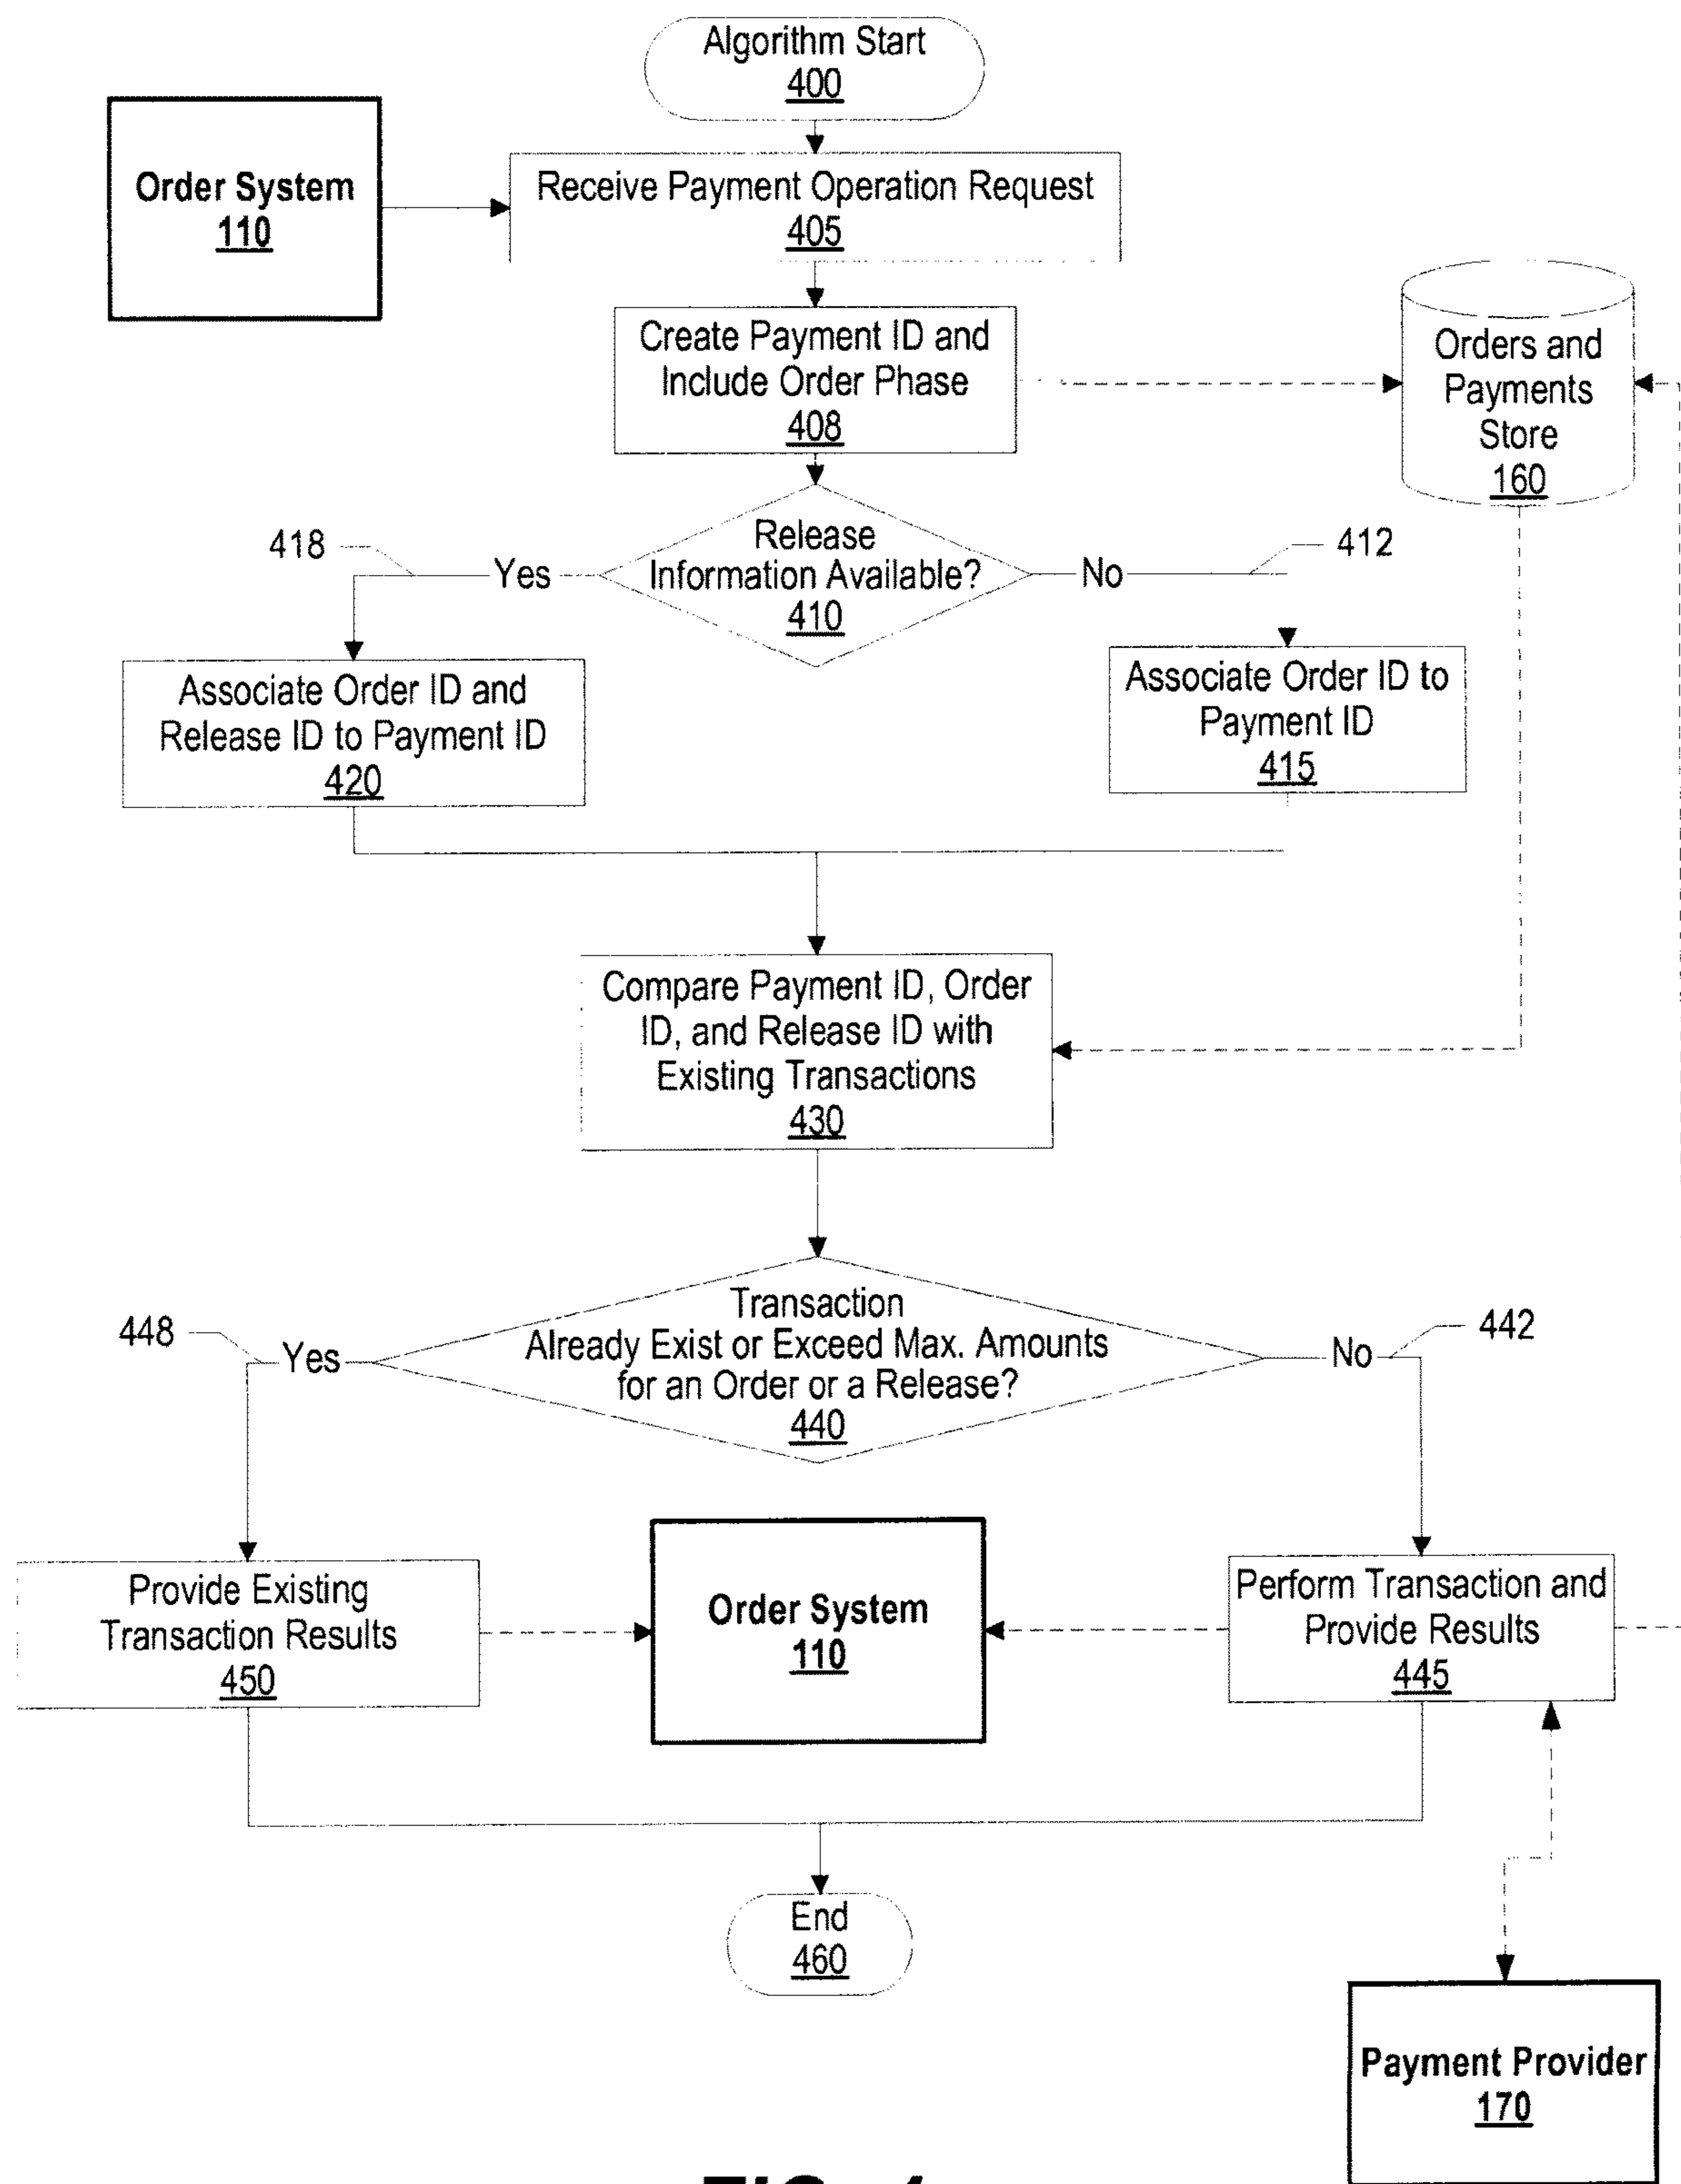 Algorithm Start
400
Order System
110
Receive Payment Operation Request
405
Create Payment ID and
Include Order Phase
408
Orders and
Payments
Store
160
Release
Information Available?
410
418
Yes
No
412
Associate Order ID and
Release ID to Payment ID
420
Associate Order ID to
Payment ID
415
Compare Payment ID, Order
ID, and Release ID with
Existing Transactions
430
Transaction
Already Exist or Exceed Max. Amounts
for an Order or a Release?
440
448
Yes
No
442
Provide Existing
Transaction Results
450
Order System
110
Perform Transaction and
Provide Results
445
End
460
Payment Provider
170